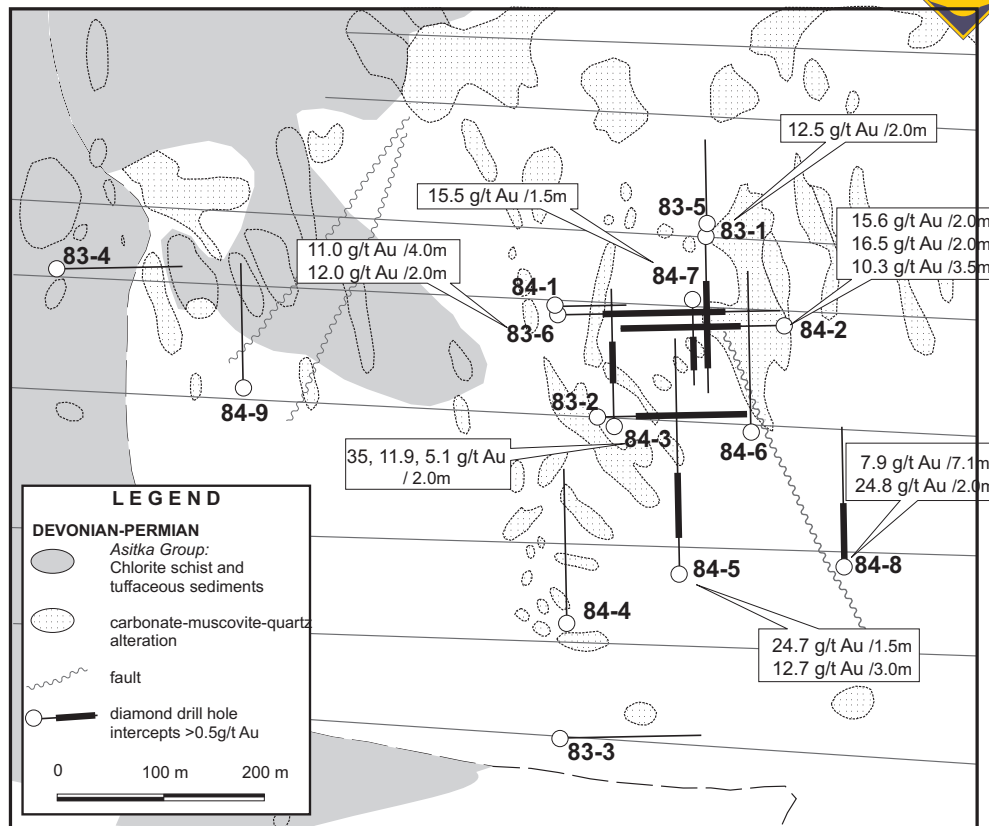 12.5 g/t Au /2.0m
15.5 g/t Au /1.5m
83-5
83-1
15.6 g/t Au /2.0m
16.5 g/t Au /2.0m
10.3 g/t Au /3.5m
83-4
11.0 g/t Au /4.0m
12.0 g/t Au /2.0m
84-7
84-1
83-6
84-2
84-9
83-2
84-3
84-6
35, 11.9, 5.1 g/t Au
/ 2.0m
7.9 g/t Au /7.1m
24.8 g/t Au /2.0m
84-5
84-8
84-4
24.7 g/t Au /1.5m
12.7 g/t Au /3.0m
83-3
LEGEND
DEVONIAN-PERMIAN
Asitka Group:
Chlorite schist and
tuffaceous sediments
carbonate-muscovite-quartz
alteration
fault
diamond drill hole
intercepts >0.5g/t Au
0 100 m 200 m